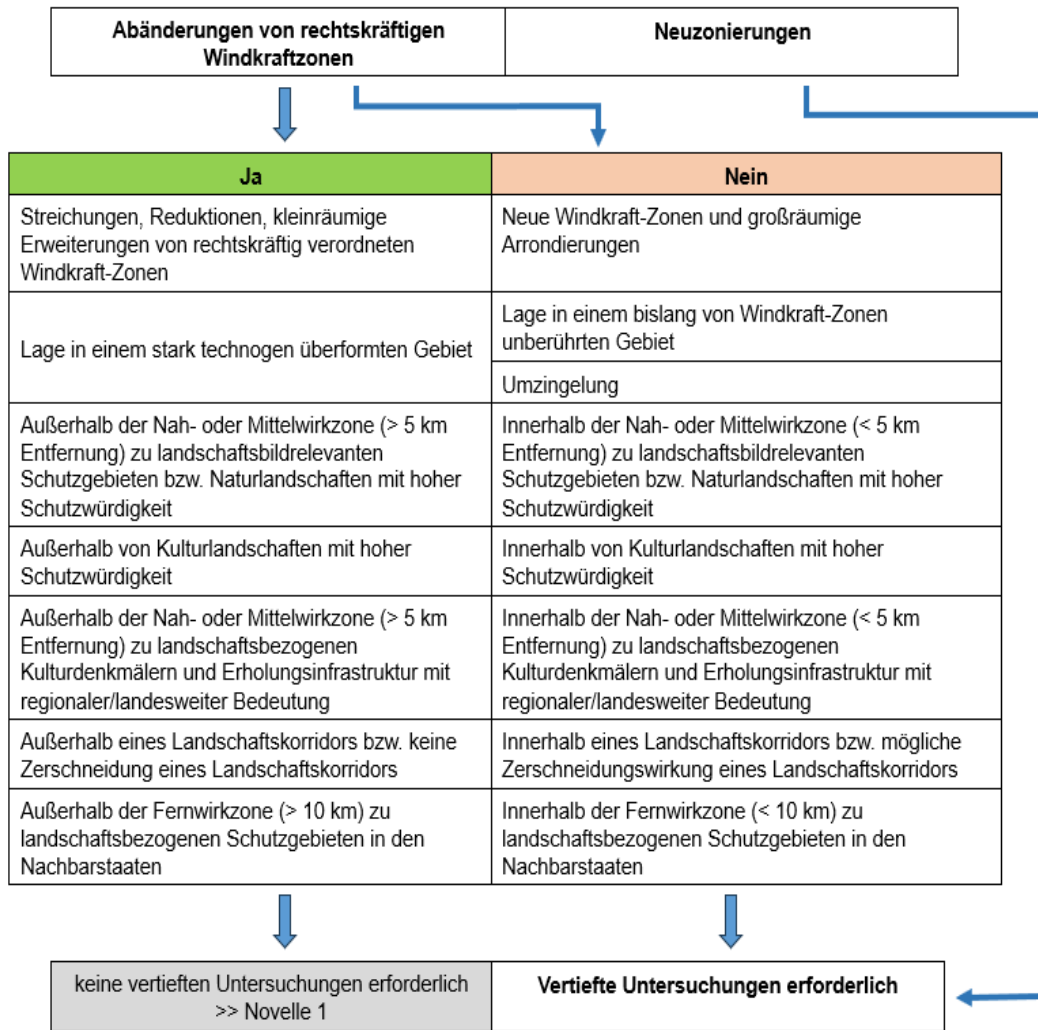 Abänderungen von rechtskräftigen
Windkraftzonen
Neuzonierungen
Ja
Nein
Streichungen, Reduktionen, kleinräumige
Erweiterungen von rechtskräftig verordneten
Windkraft-Zonen
Neue Windkraft-Zonen und großräumige
Arrondierungen
Lage in einem stark technogen überformten Gebiet
Lage in einem bislang von Windkraft-Zonen
unberührten Gebiet
Umzingelung
Außerhalb der Nah- oder Mittelwirkzone (> 5 km
Entfernung) zu landschaftsbildrelevanten
Schutzgebieten bzw. Naturlandschaften mit hoher
Schutzwürdigkeit
Innerhalb der Nah- oder Mittelwirkzone (< 5 km
Entfernung) zu landschaftsbildrelevanten
Schutzgebieten bzw. Naturlandschaften mit hoher
Schutzwürdigkeit
Außerhalb von Kulturlandschaften mit hoher
Schutzwürdigkeit
Innerhalb von Kulturlandschaften mit hoher
Schutzwürdigkeit
Außerhalb der Nah- oder Mittelwirkzone (> 5 km
Entfernung) zu landschaftsbezogenen
Kulturdenkmälern und Erholungsinfrastruktur mit
regionaler/landesweiter Bedeutung
Innerhalb der Nah- oder Mittelwirkzone (< 5 km
Entfernung) zu landschaftsbezogenen
Kulturdenkmälern und Erholungsinfrastruktur mit
regionaler/landesweiter Bedeutung
Außerhalb eines Landschaftskorridors bzw. keine
Zerschneidung eines Landschaftskorridors
Innerhalb eines Landschaftskorridors bzw. mögliche
Zerschneidungswirkung eines Landschaftskorridors
Außerhalb der Fernwirkzone (> 10 km) zu
landschaftsbezogenen Schutzgebieten in den
Nachbarstaaten
Innerhalb der Fernwirkzone (< 10 km) zu
landschaftsbezogenen Schutzgebieten in den
Nachbarstaaten
keine vertieften Untersuchungen erforderlich
>> Novelle 1
Vertiefte Untersuchungen erforderlich